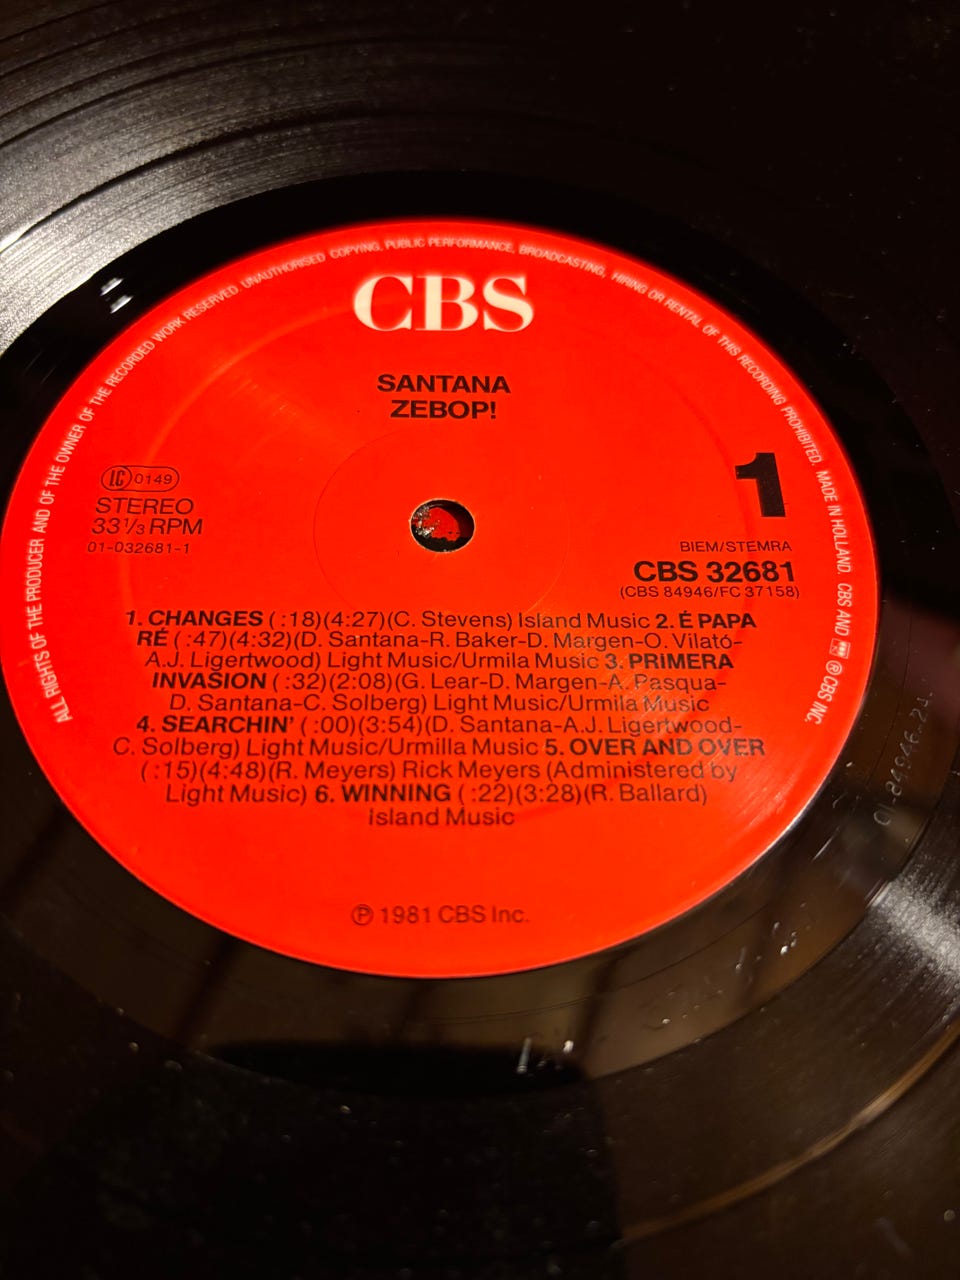 ALL RIGHTS OF THE PRODUCER AND OF THE OWNER OF THE RECORDED WORK RESERVED. UNAUTHORISED COPYING, PUBLIC PERFORMANCE, BROADCASTING, HIRING OR RENTAL OF THIS RECORDING PROHIBITED. MADE IN HOLLAND. CBS AND ℗ CBS INC.
CBS
SANTANA
ZEBOP!
LC 0149
STEREO
33⅓ RPM
01-032681-1
1
BIEM/STEMRA
CBS 32681
(CBS 84946/FC 37158)
1. CHANGES ( :18)(4:27)(C. Stevens) Island Music 2. É PAPA
RÉ ( :47)(4:32)(D. Santana-R. Baker-D. Margen-O. Vilató-
A.J. Ligertwood) Light Music/Urmila Music 3. PRIMERA
INVASION ( :32)(2:08)(G. Lear-D. Margen-A. Pasqua-
D. Santana-C. Solberg) Light Music/Urmila Music
4. SEARCHIN' ( :00)(3:54)(D. Santana-A.J. Ligertwood-
C. Solberg) Light Music/Urmilla Music 5. OVER AND OVER
( :15)(4:48)(R. Meyers) Rick Meyers (Administered by
Light Music) 6. WINNING ( :22)(3:28)(R. Ballard)
Island Music
℗ 1981 CBS Inc.